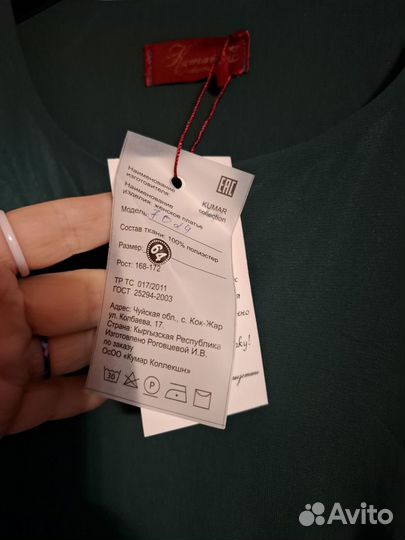 EAC
Наименование изготовителя: KUMAR collection
Наименование изделия: женское платье
Модель: 1029
Состав ткани: 100% полиэстер
Размер: 64
Рост: 168-172
ТР ТС 017/2011
ГОСТ 25294-2003
Адрес: Чуйская обл., с. Кок-Жар
ул. Колбаева, 17.
Страна: Кыргызская Республика
Изготовлено Роговцевой И.В.
по заказу
ОсОО «Кумар Коллекшн»
30
P
Avito